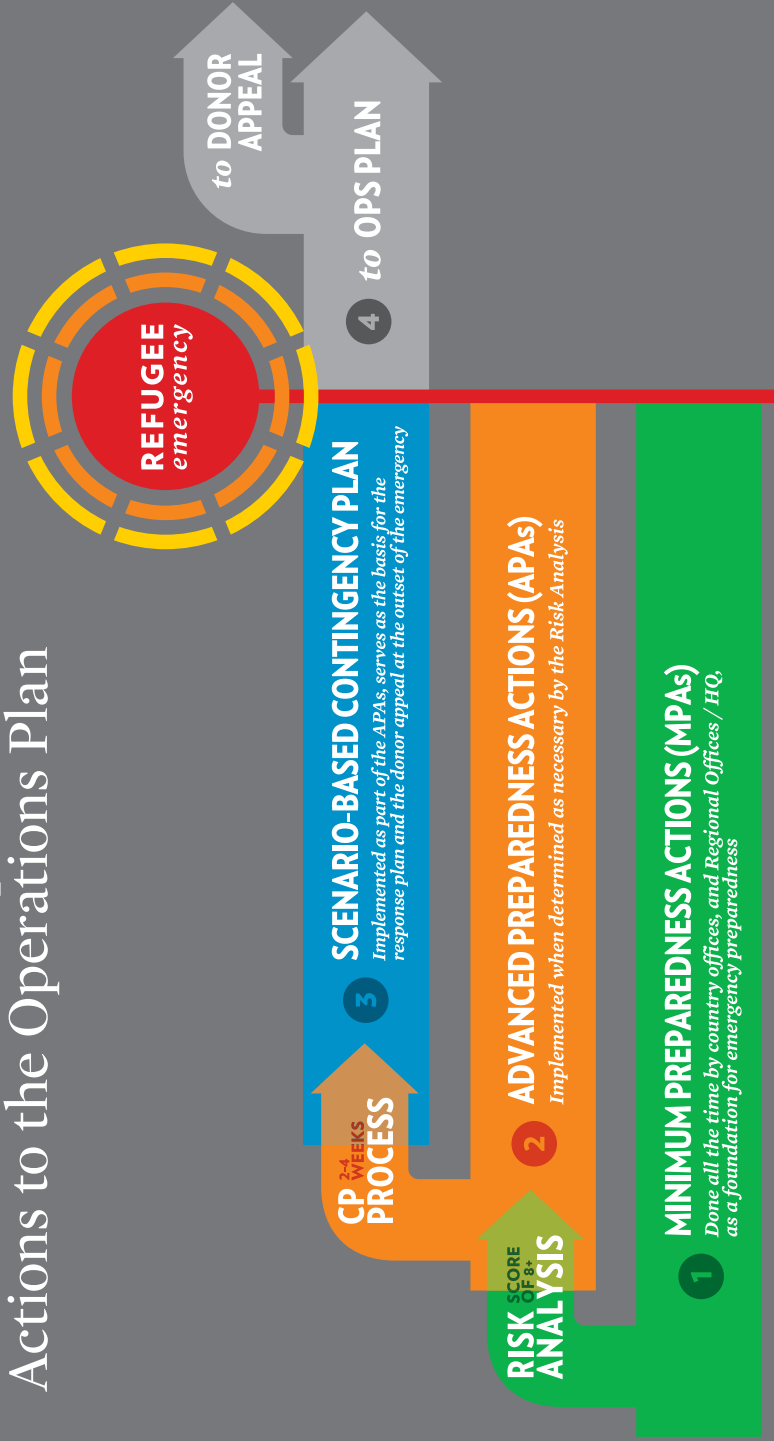 Actions to the Operations Plan
REFUGEE
emergency
to DONOR
APPEAL
4
to OPS PLAN
CP 2–4
WEEKS
PROCESS
3
SCENARIO-BASED CONTINGENCY PLAN
Implemented as part of the APAs, serves as the basis for the
response plan and the donor appeal at the outset of the emergency
RISK SCORE
OF 8+
ANALYSIS
2
ADVANCED PREPAREDNESS ACTIONS (APAs)
Implemented when determined as necessary by the Risk Analysis
1
MINIMUM PREPAREDNESS ACTIONS (MPAs)
Done all the time by country offices, and Regional Offices / HQ,
as a foundation for emergency preparedness